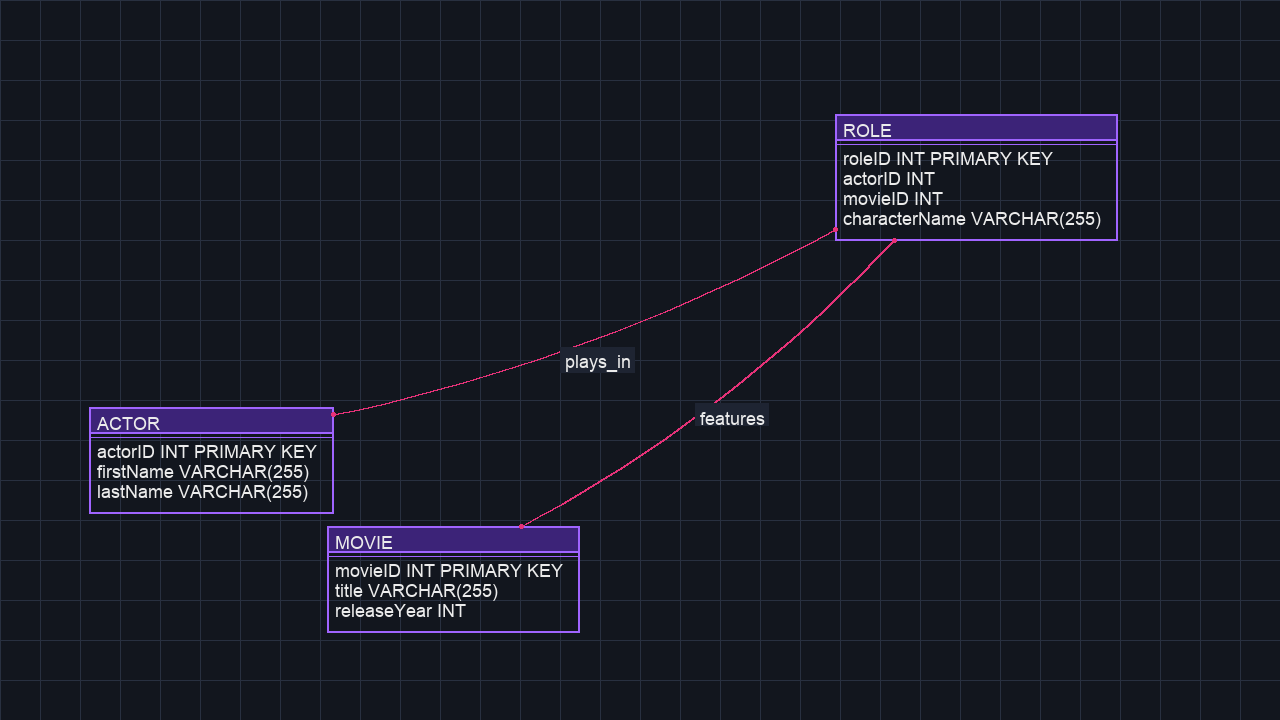 ROLE
roleID INT PRIMARY KEY
actorID INT
movieID INT
characterName VARCHAR(255)
plays_in
features
ACTOR
actorID INT PRIMARY KEY
firstName VARCHAR(255)
lastName VARCHAR(255)
MOVIE
movieID INT PRIMARY KEY
title VARCHAR(255)
releaseYear INT